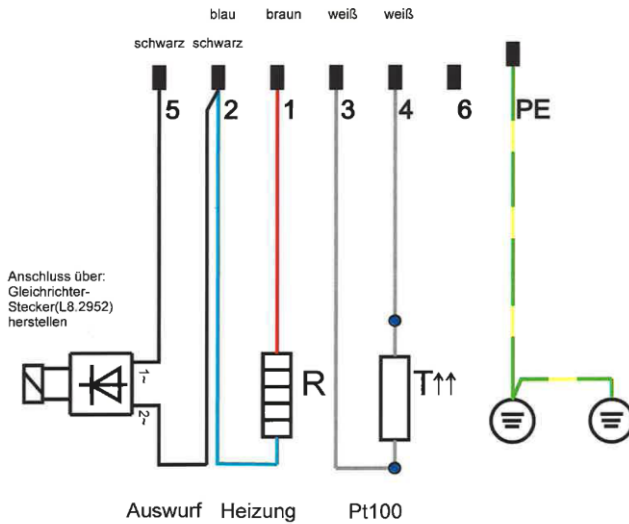 blau braun weiß weiß
schwarz schwarz
5 2 1 3 4 6 PE
Anschluss über:
Gleichrichter-
Stecker(L8.2952)
herstellen
1~
2~
R
T↑↑
Auswurf Heizung Pt100